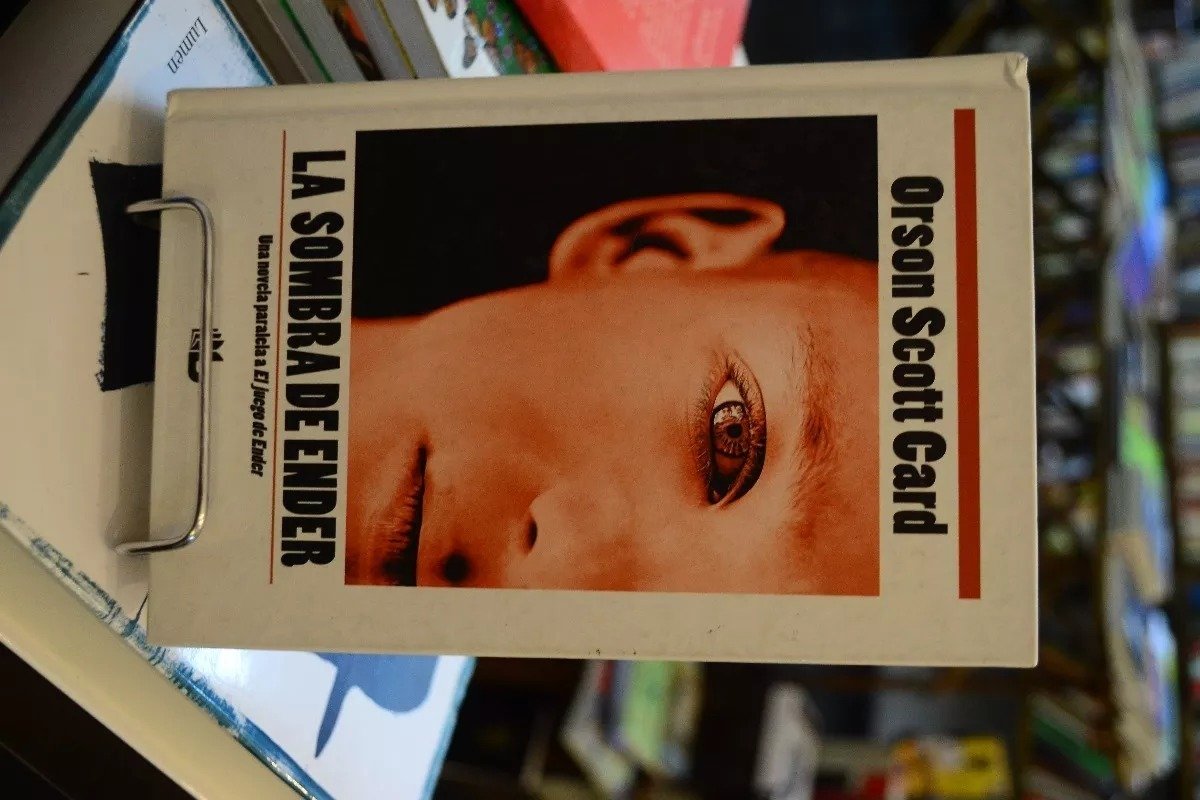 Orson Scott Card
LA SOMBRA DE ENDER
Una novela paralela a El juego de Ender
Lumen